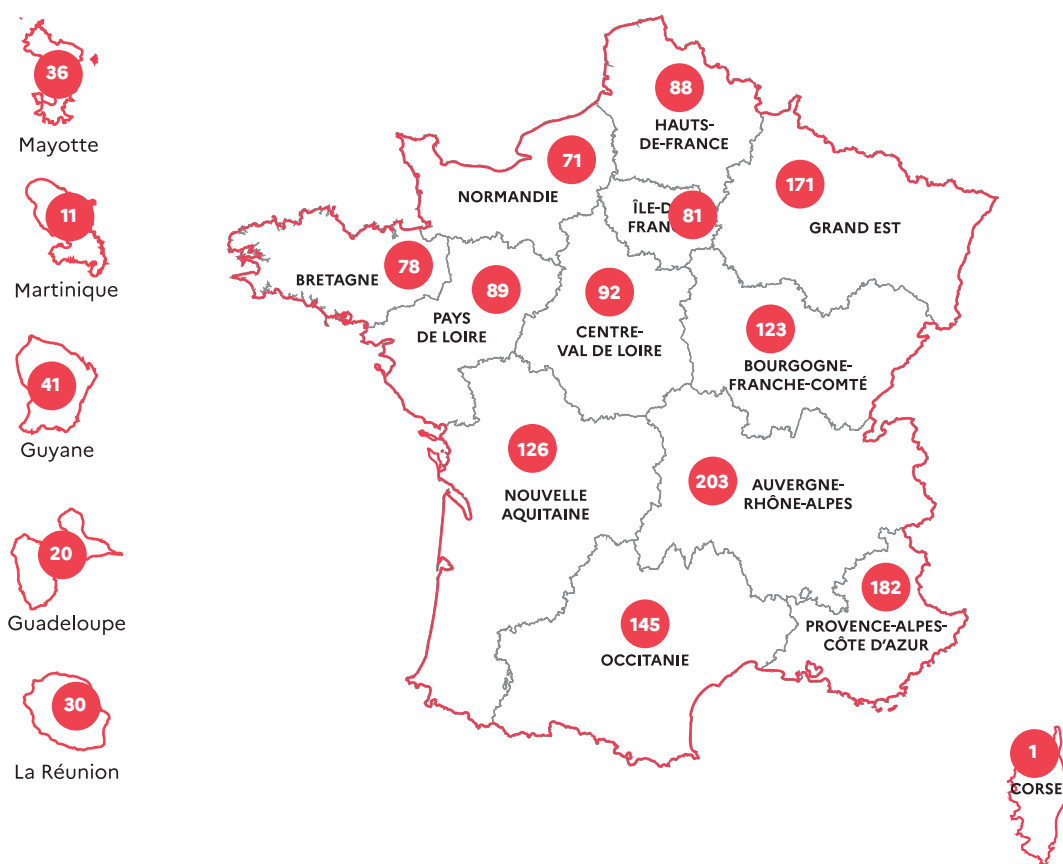 36
Mayotte
11
Martinique
41
Guyane
20
Guadeloupe
30
La Réunion
88
HAUTS-
DE-FRANCE
71
NORMANDIE
171
GRAND EST
81
ÎLE-D
FRAN
78
BRETAGNE
89
PAYS
DE LOIRE
92
CENTRE-
VAL DE LOIRE
123
BOURGOGNE-
FRANCHE-COMTÉ
126
NOUVELLE
AQUITAINE
203
AUVERGNE-
RHÔNE-ALPES
182
PROVENCE-ALPES-
CÔTE D'AZUR
145
OCCITANIE
1
CORSE